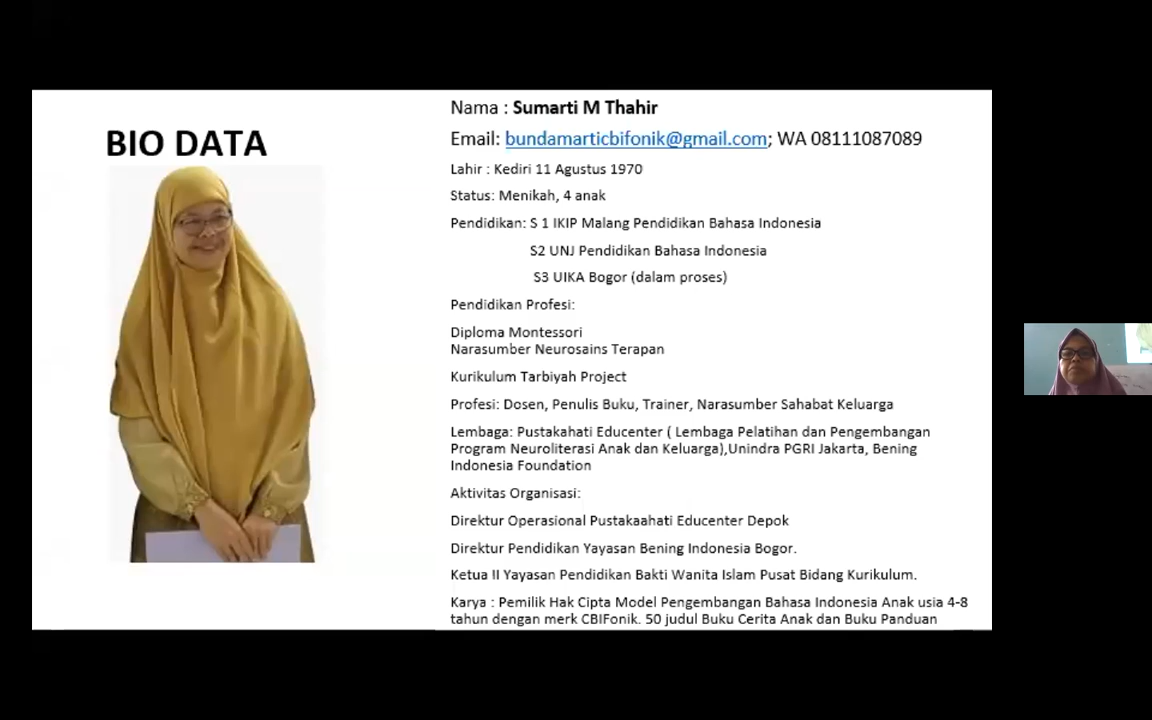 BIO DATA
Nama : Sumarti M Thahir
Email: bundamarticbifonik@gmail.com; WA 08111087089
Lahir : Kediri 11 Agustus 1970
Status: Menikah, 4 anak
Pendidikan: S 1 IKIP Malang Pendidikan Bahasa Indonesia
S2 UNJ Pendidikan Bahasa Indonesia
S3 UIKA Bogor (dalam proses)
Pendidikan Profesi:
Diploma Montessori
Narasumber Neurosains Terapan
Kurikulum Tarbiyah Project
Profesi: Dosen, Penulis Buku, Trainer, Narasumber Sahabat Keluarga
Lembaga: Pustakahati Educenter ( Lembaga Pelatihan dan Pengembangan
Program Neuroliterasi Anak dan Keluarga),Unindra PGRI Jakarta, Bening
Indonesia Foundation
Aktivitas Organisasi:
Direktur Operasional Pustakaahati Educenter Depok
Direktur Pendidikan Yayasan Bening Indonesia Bogor.
Ketua II Yayasan Pendidikan Bakti Wanita Islam Pusat Bidang Kurikulum.
Karya : Pemilik Hak Cipta Model Pengembangan Bahasa Indonesia Anak usia 4-8
tahun dengan merk CBIFonik. 50 judul Buku Cerita Anak dan Buku Panduan